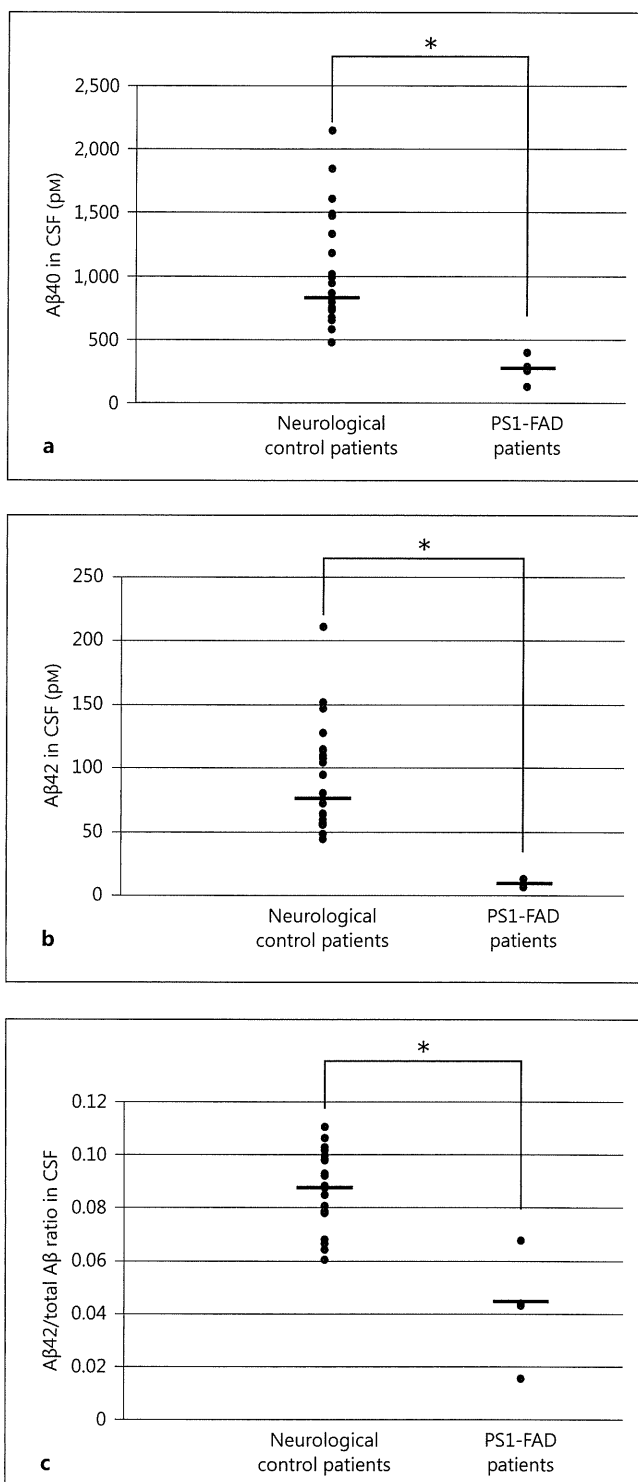 *
2,500
2,000
1,500
1,000
500
0
Aβ40 in CSF (pM)
Neurological
control patients
PS1-FAD
patients
a
*
250
200
150
100
50
0
Aβ42 in CSF (pM)
Neurological
control patients
PS1-FAD
patients
b
*
0.12
0.10
0.08
0.06
0.04
0.02
0
Aβ42/total Aβ ratio in CSF
Neurological
control patients
PS1-FAD
patients
c